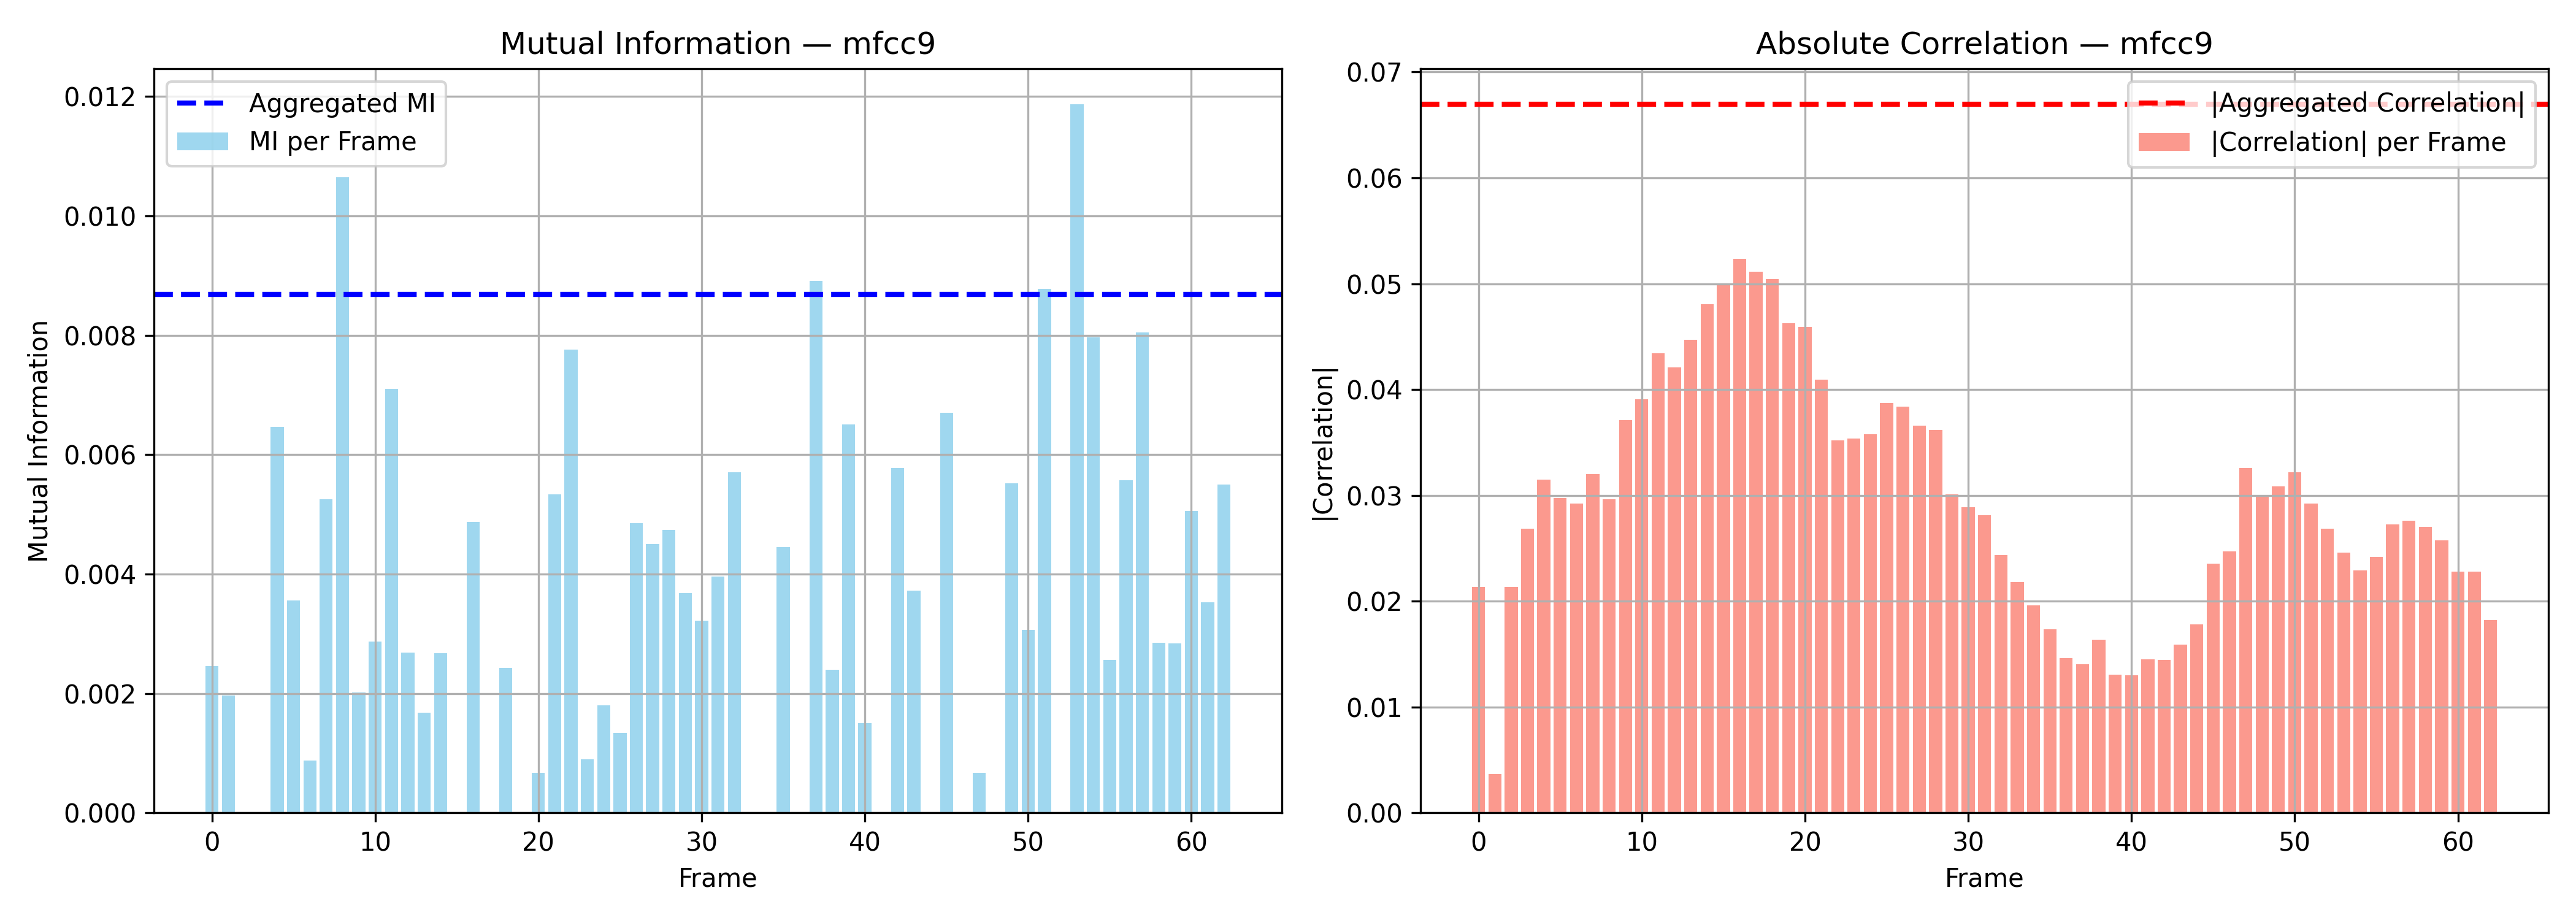 Mutual Information — mfcc9
Aggregated MI
MI per Frame
Mutual Information
0.012
0.010
0.008
0.006
0.004
0.002
0.000
0 10 20 30 40 50 60
Frame
Absolute Correlation — mfcc9
|Aggregated Correlation|
|Correlation| per Frame
|Correlation|
0.07
0.06
0.05
0.04
0.03
0.02
0.01
0.00
0 10 20 30 40 50 60
Frame